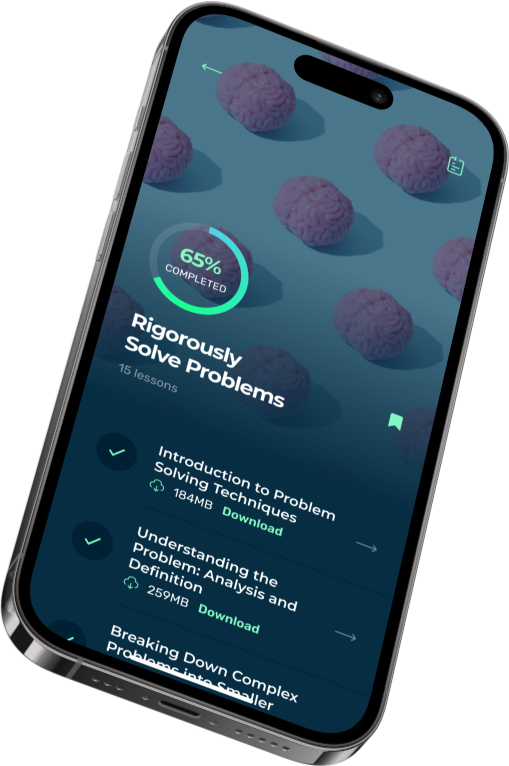 65%
COMPLETED
Rigorously
Solve Problems
15 lessons
Introduction to Problem
Solving Techniques
184MB Download
Understanding the
Problem: Analysis and
Definition
259MB Download
Breaking Down Complex
Problems into Smaller